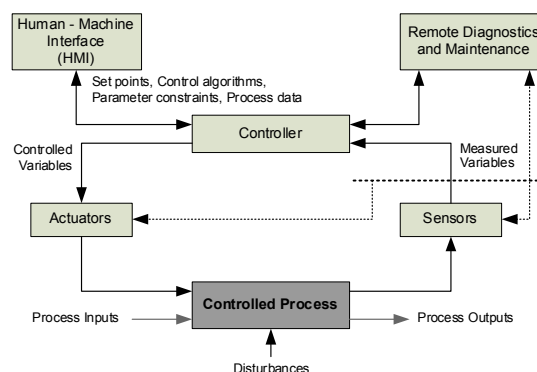 Human - Machine
Interface
(HMI)
Remote Diagnostics
and Maintenance
Set points, Control algorithms,
Parameter constraints, Process data
Controller
Controlled
Variables
Measured
Variables
Actuators
Sensors
Controlled Process
Process Inputs
Process Outputs
Disturbances